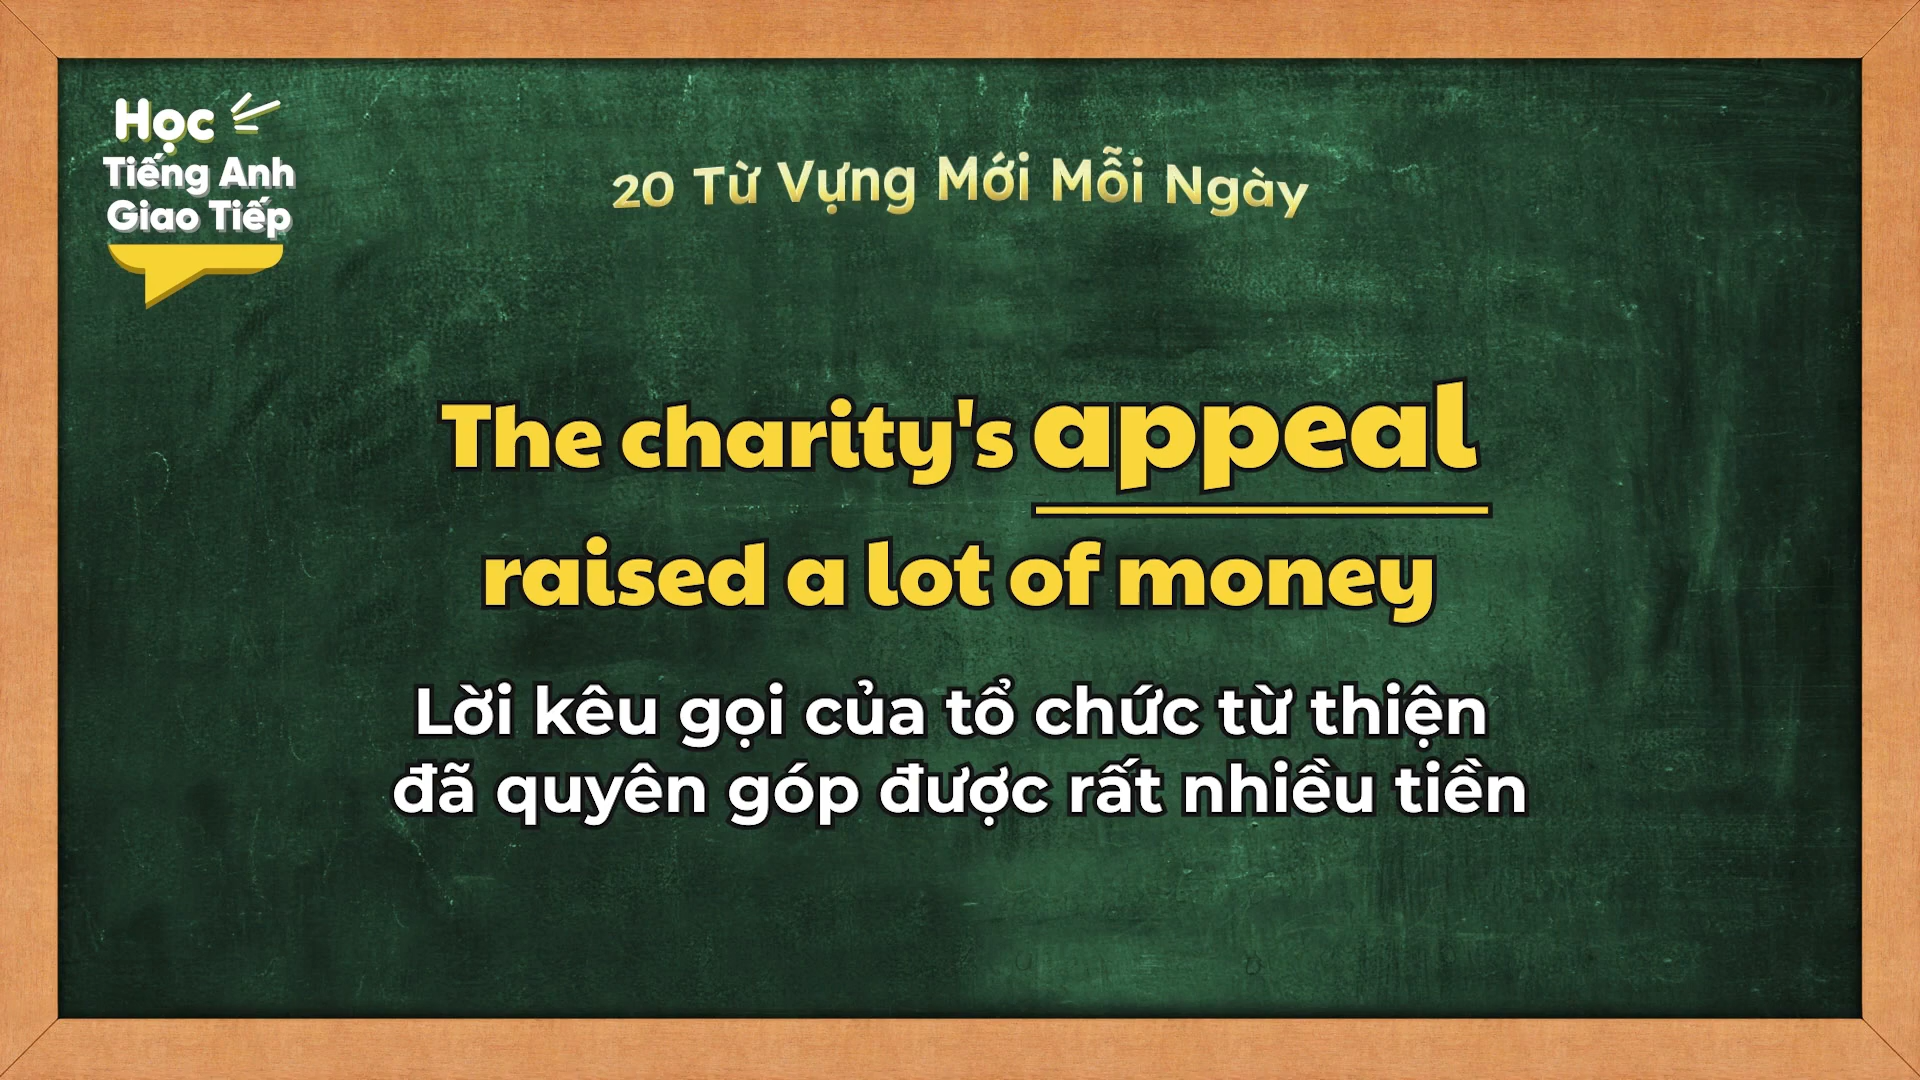 Học
Tiếng Anh
Giao Tiếp
20 Từ Vựng Mới Mỗi Ngày
The charity's appeal
raised a lot of money
Lời kêu gọi của tổ chức từ thiện
đã quyên góp được rất nhiều tiền